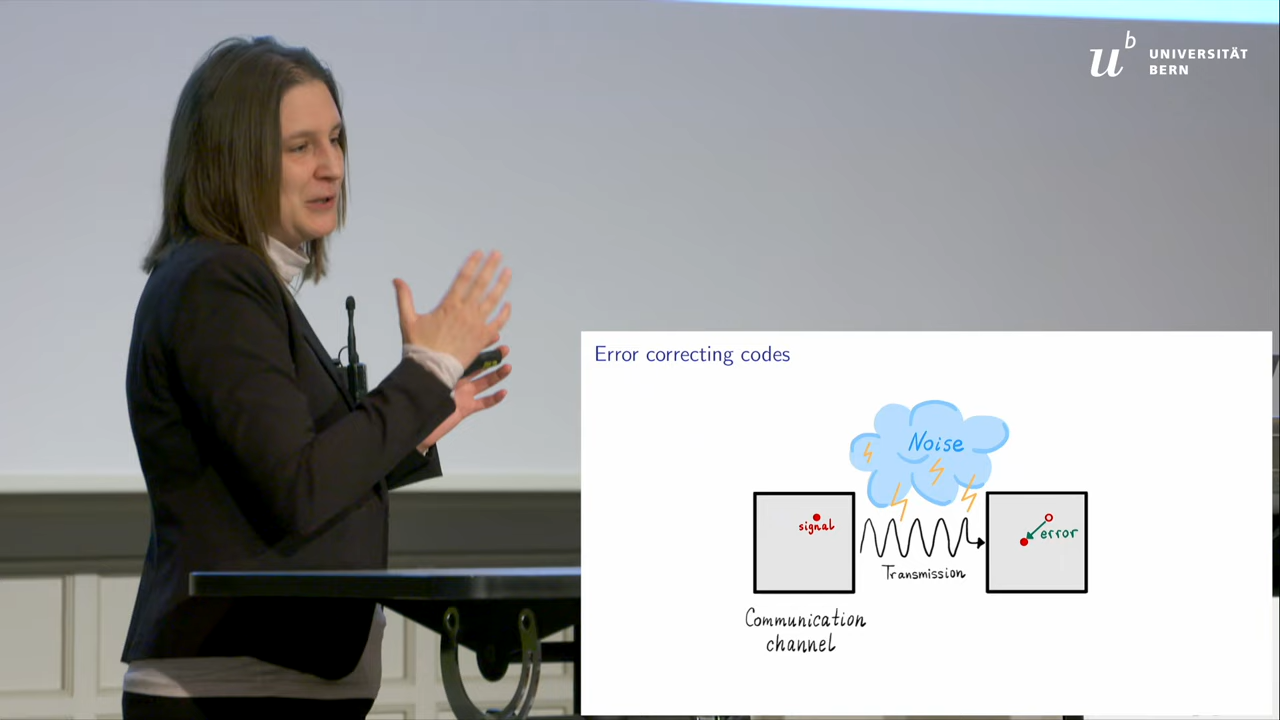 u^b UNIVERSITÄT
BERN
Error correcting codes
Noise
signal
error
Transmission
Communication
channel